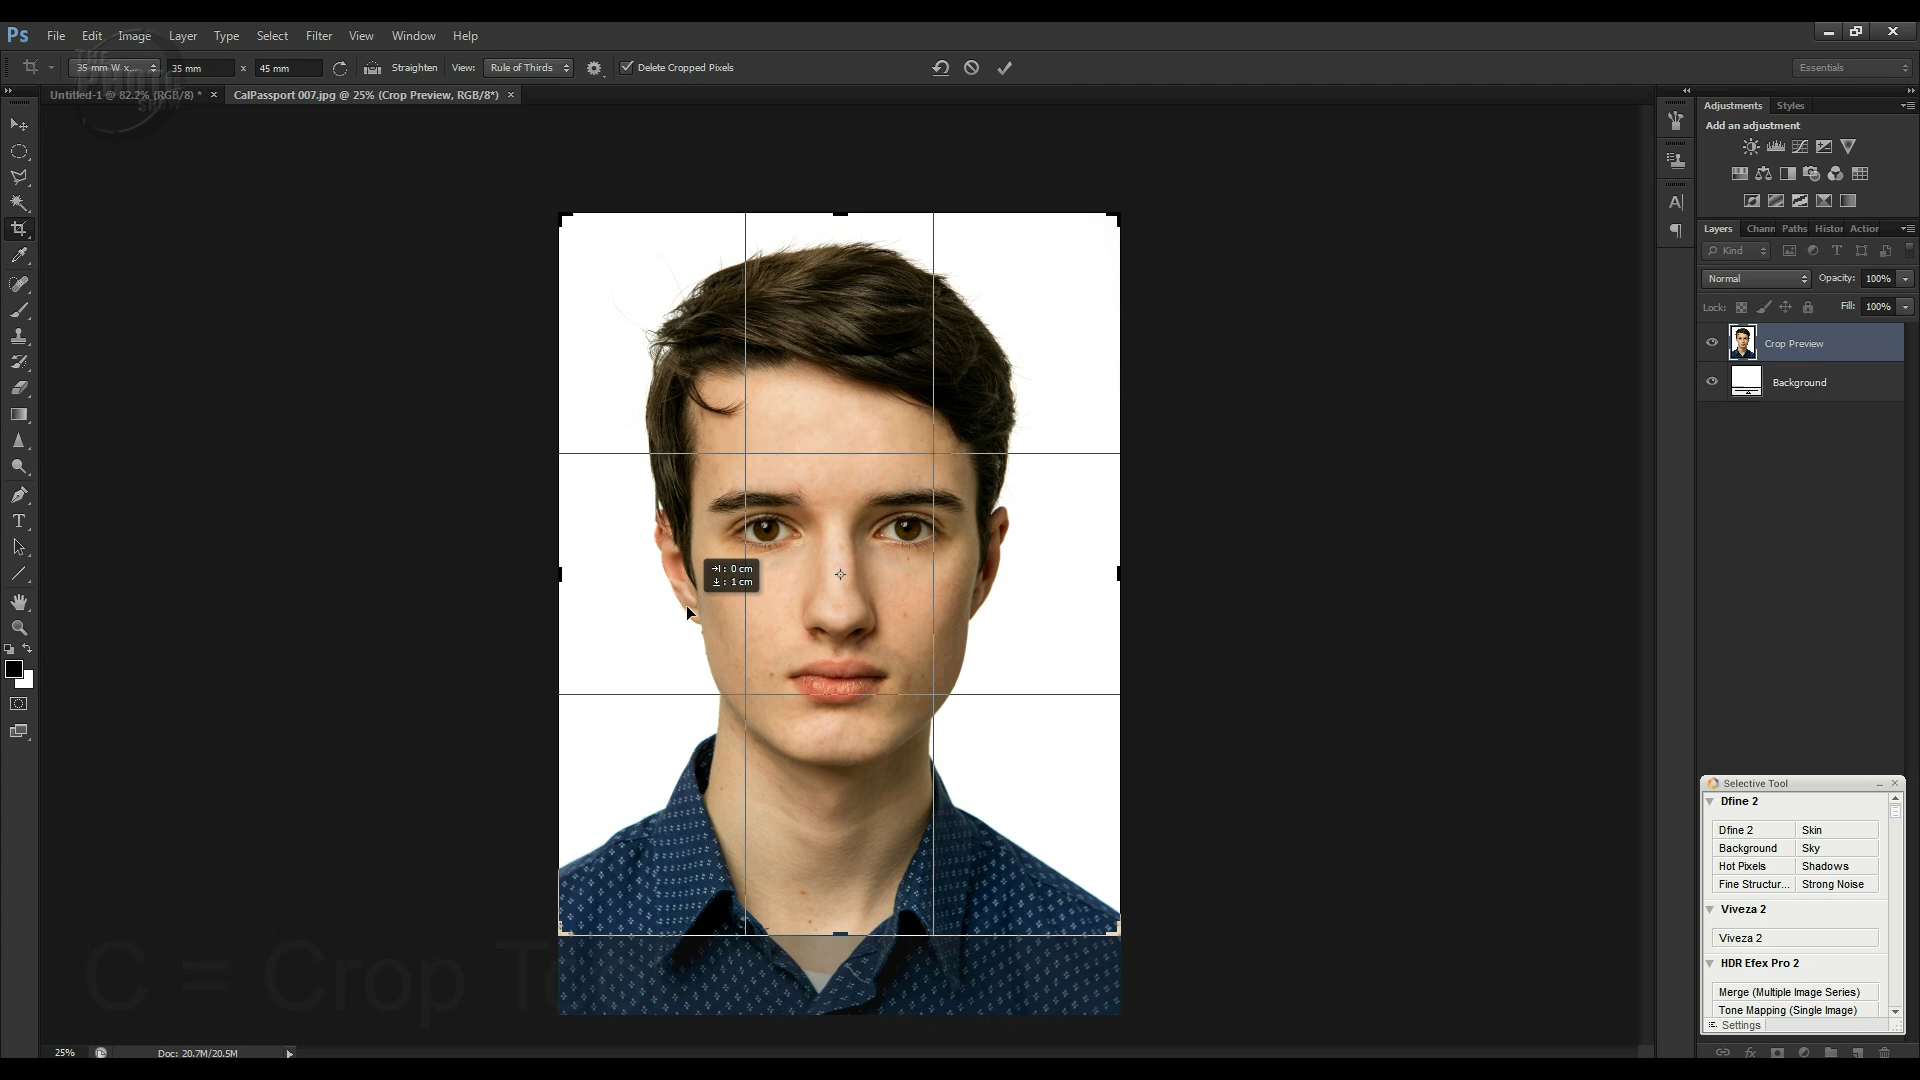 Ps File Edit Image Layer Type Select Filter View Window Help
35 mm W x... 35 mm x 45 mm Straighten View: Rule of Thirds Delete Cropped Pixels Essentials
Untitled-1 @ 82.2% (RGB/8) * × CalPassport 007.jpg @ 25% (Crop Preview, RGB/8*) ×
Adjustments Styles
Add an adjustment
Layers Chann Paths Histor Action
Kind
Normal Opacity: 100%
Lock: Fill: 100%
Crop Preview
Background
: 0 cm
: 1 cm
Selective Tool
Dfine 2
Dfine 2 Skin
Background Sky
Hot Pixels Shadows
Fine Structur... Strong Noise
Viveza 2
Viveza 2
HDR Efex Pro 2
Merge (Multiple Image Series)
Tone Mapping (Single Image)
Settings
C = Crop To
25% Doc: 20.7M/20.5M